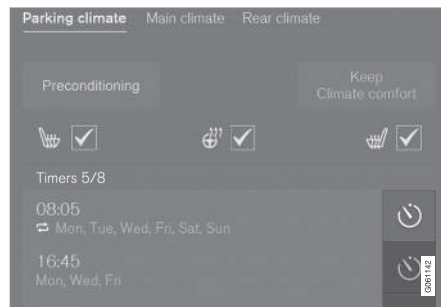 Parking climate Main climate Rear climate
Preconditioning
Keep
Climate comfort
Timers 5/8
08:05
Mon, Tue, Wed, Fri, Sat, Sun
16:45
Mon, Wed, Fri
G061142